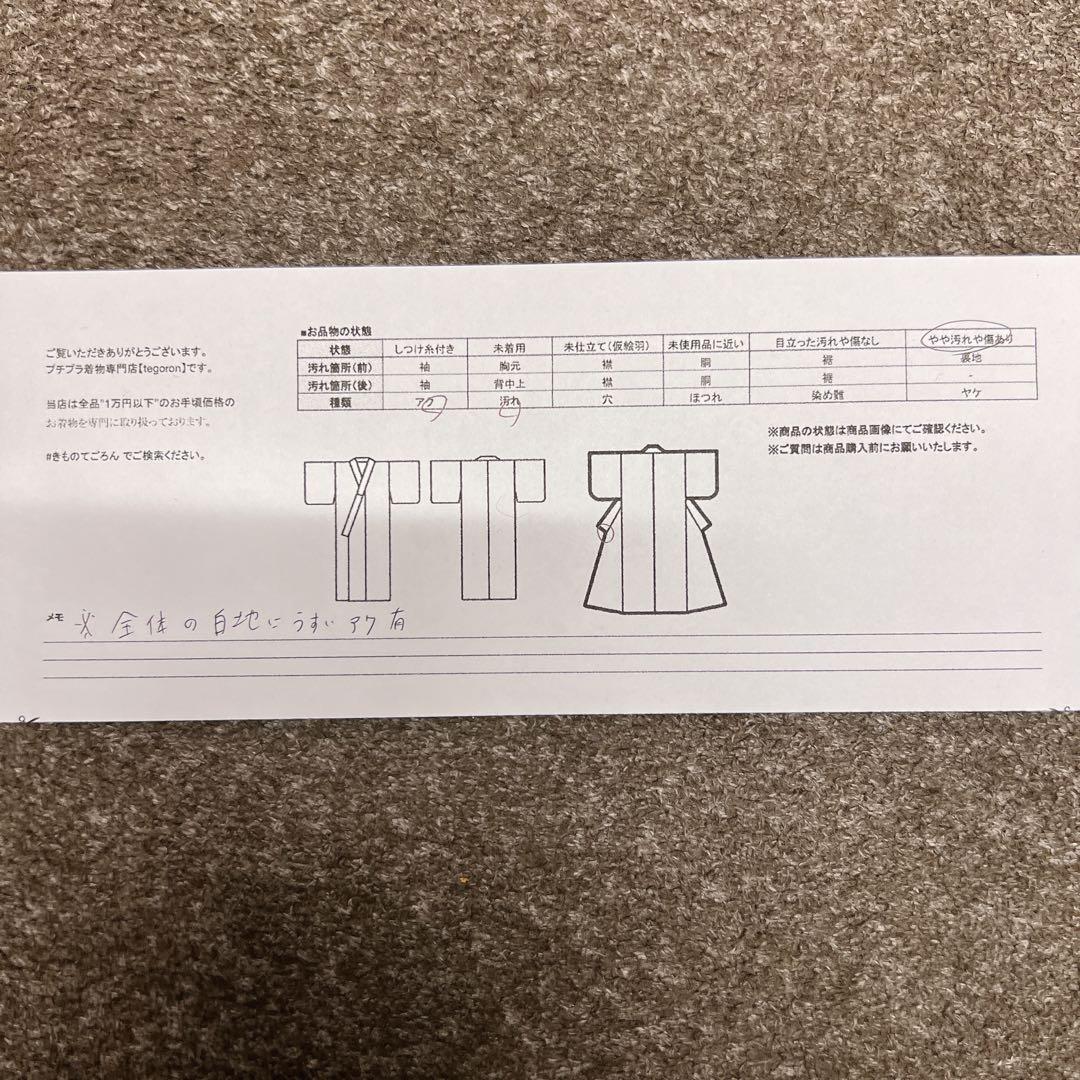 ご覧いただきありがとうございます。
プチプラ着物専門店【tegoron】です。
当店は全品"1万円以下"のお手頃価格の
お着物を専門に取り扱っております。
#きものてごろん でご検索ください。
■お品物の状態
状態 しつけ糸付き 未着用 未仕立て(仮絵羽) 未使用品に近い 目立った汚れや傷なし やや汚れや傷あり
汚れ箇所(前) 袖 胸元 襟 胴 裾 裏地
汚れ箇所(後) 袖 背中上 襟 胴 裾 -
種類 アク 汚れ 穴 ほつれ 染め難 ヤケ
※商品の状態は商品画像にてご確認ください。
※ご質問は商品購入前にお願いいたします。
メモ ※ 全体の白地にうすいアク有